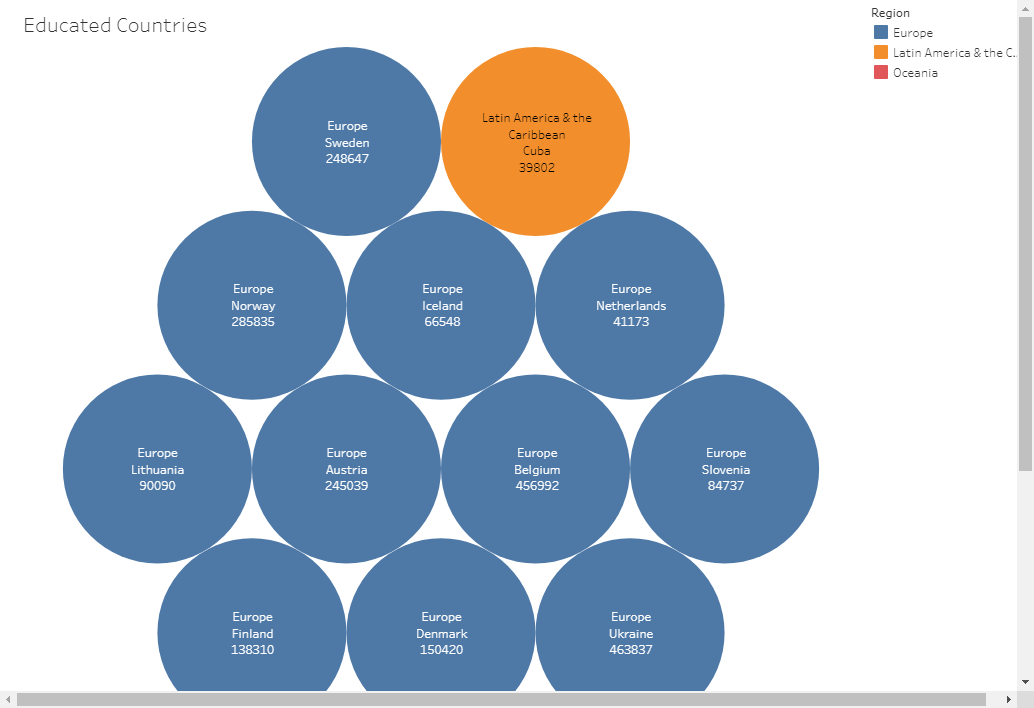 Educated Countries
Region
Europe
Latin America & the C..
Oceania
Europe
Sweden
248647
Latin America & the
Caribbean
Cuba
39802
Europe
Norway
285835
Europe
Iceland
66548
Europe
Netherlands
41173
Europe
Lithuania
90090
Europe
Austria
245039
Europe
Belgium
456992
Europe
Slovenia
84737
Europe
Finland
138310
Europe
Denmark
150420
Europe
Ukraine
463837